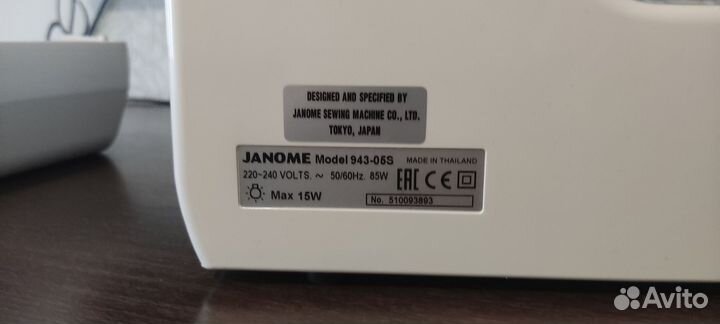 DESIGNED AND SPECIFIED BY
JANOME SEWING MACHINE CO., LTD.
TOKYO, JAPAN
JANOME Model 943-05S MADE IN THAILAND
220~240 VOLTS. ~ 50/60Hz. 85W EAC CE
Max 15W No. 510093893
Avito